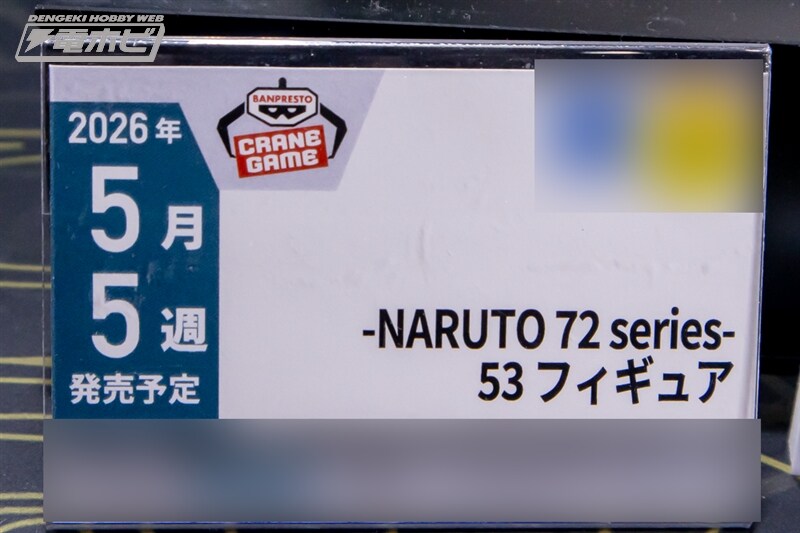 DENGEKI HOBBY WEB
電ホビ
2026年
5月
5週
発売予定
BANPRESTO
CRANE
GAME
-NARUTO 72 series-
53 フィギュア